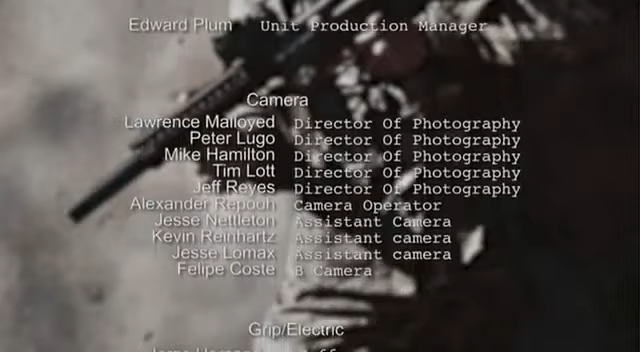 Edward Plum Unit Production Manager
Camera
Lawrence Malloyed Director Of Photography
Peter Lugo Director Of Photography
Mike Hamilton Director Of Photography
Tim Lott Director Of Photography
Jeff Reyes Director Of Photography
Alexander Repouh Camera Operator
Jesse Nettleton Assistant Camera
Kevin Reinhartz Assistant camera
Jesse Lomax Assistant camera
Felipe Coste B Camera
Grip/Electric